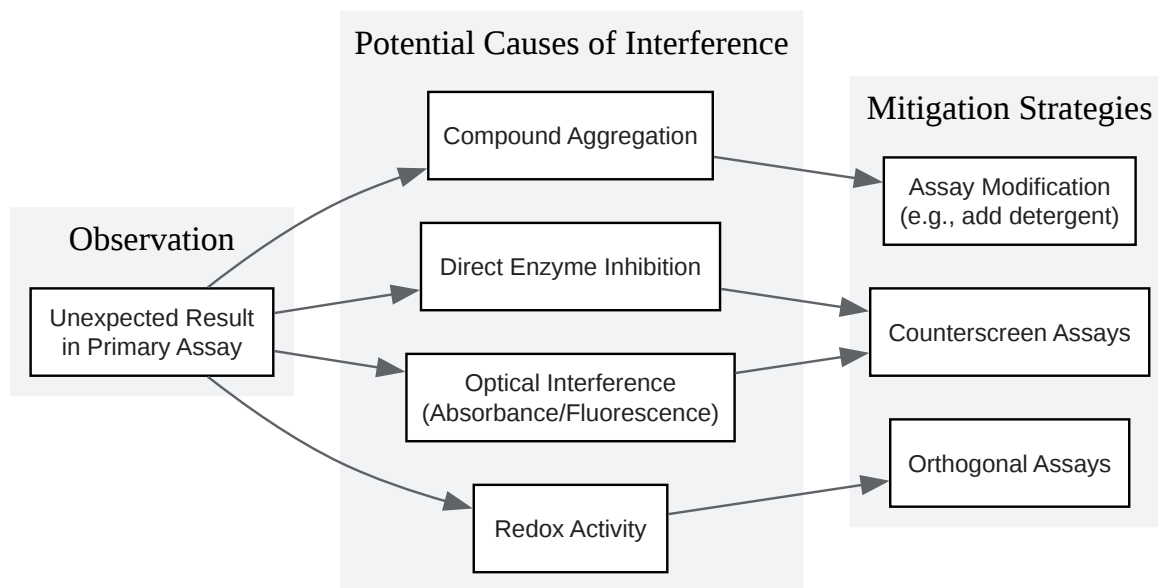 Observation
Unexpected Result
in Primary Assay
Potential Causes of Interference
Compound Aggregation
Direct Enzyme Inhibition
Optical Interference
(Absorbance/Fluorescence)
Redox Activity
Mitigation Strategies
Assay Modification
(e.g., add detergent)
Counterscreen Assays
Orthogonal Assays